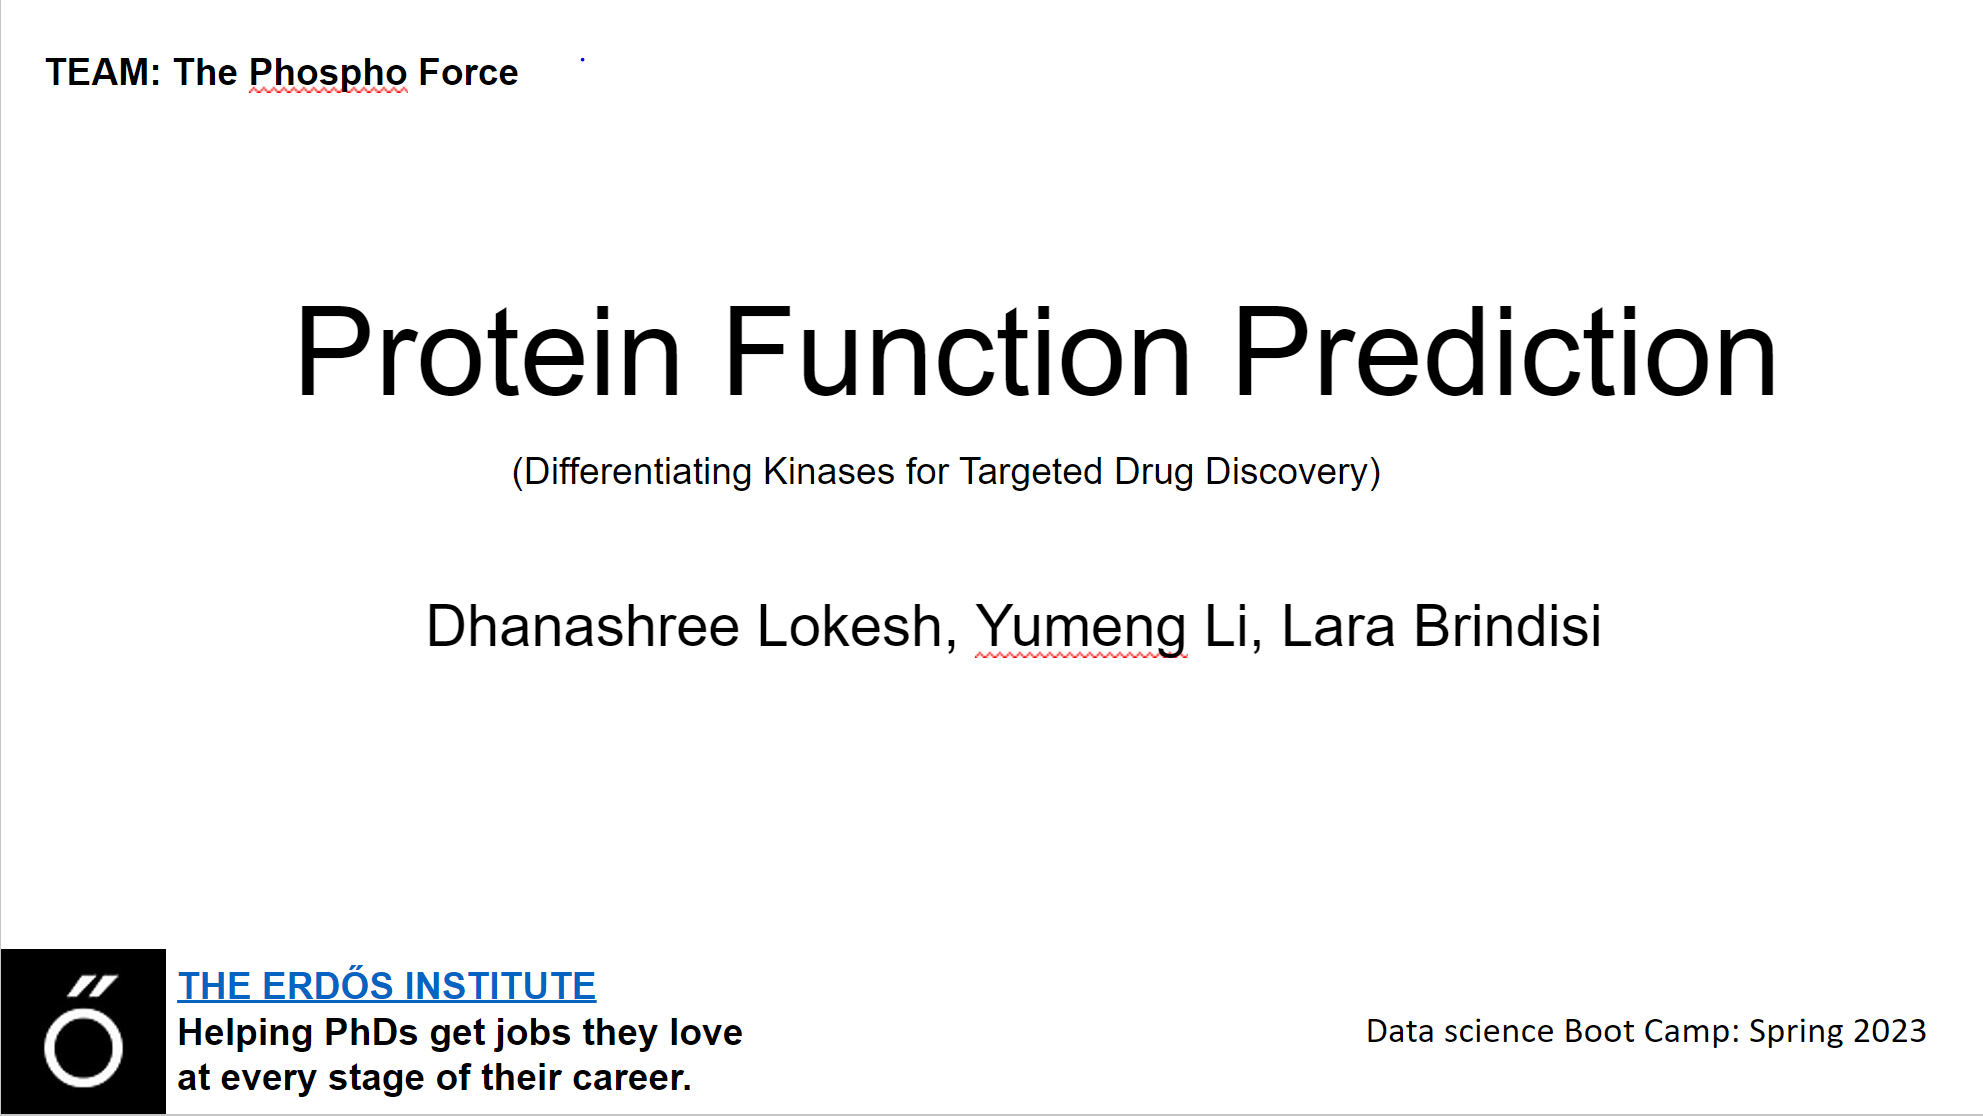 TEAM: The Phospho Force
Protein Function Prediction
(Differentiating Kinases for Targeted Drug Discovery)
Dhanashree Lokesh, Yumeng Li, Lara Brindisi
Ő
THE ERDŐS INSTITUTE
Helping PhDs get jobs they love
at every stage of their career.
Data science Boot Camp: Spring 2023